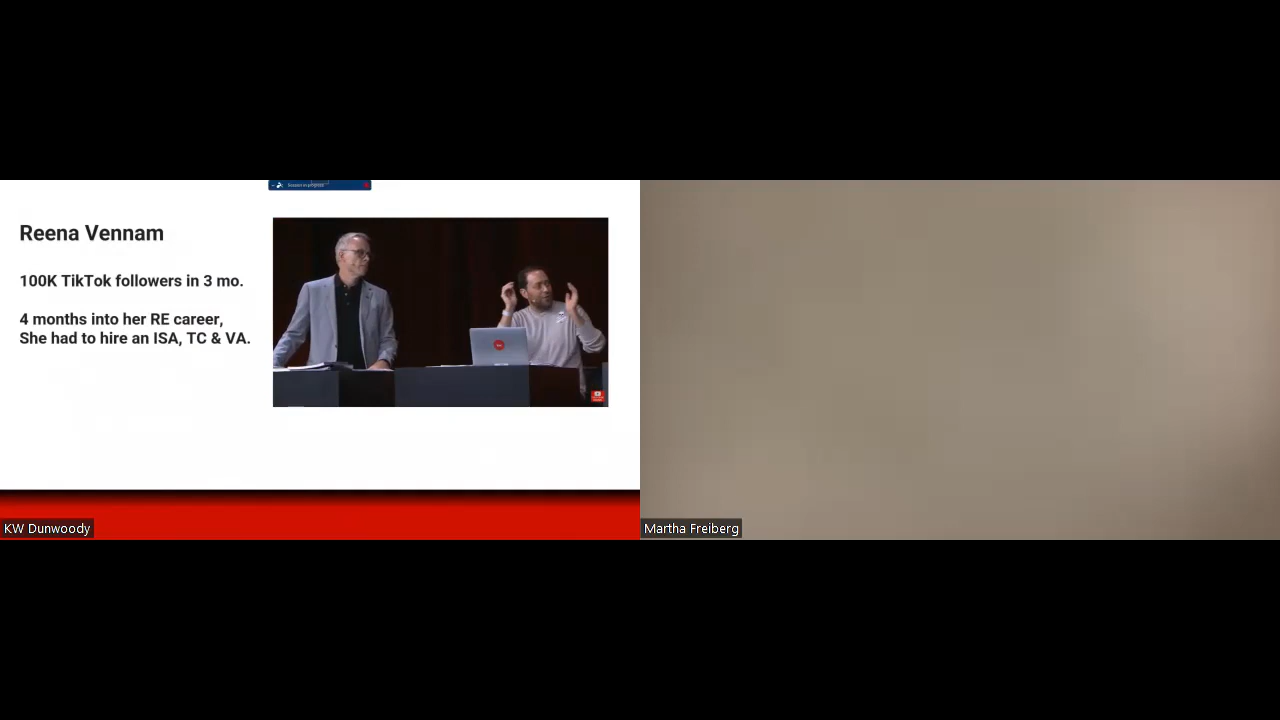 Reena Vennam
100K TikTok followers in 3 mo.
4 months into her RE career,
She had to hire an ISA, TC & VA.
KW Dunwoody
Martha Freiberg